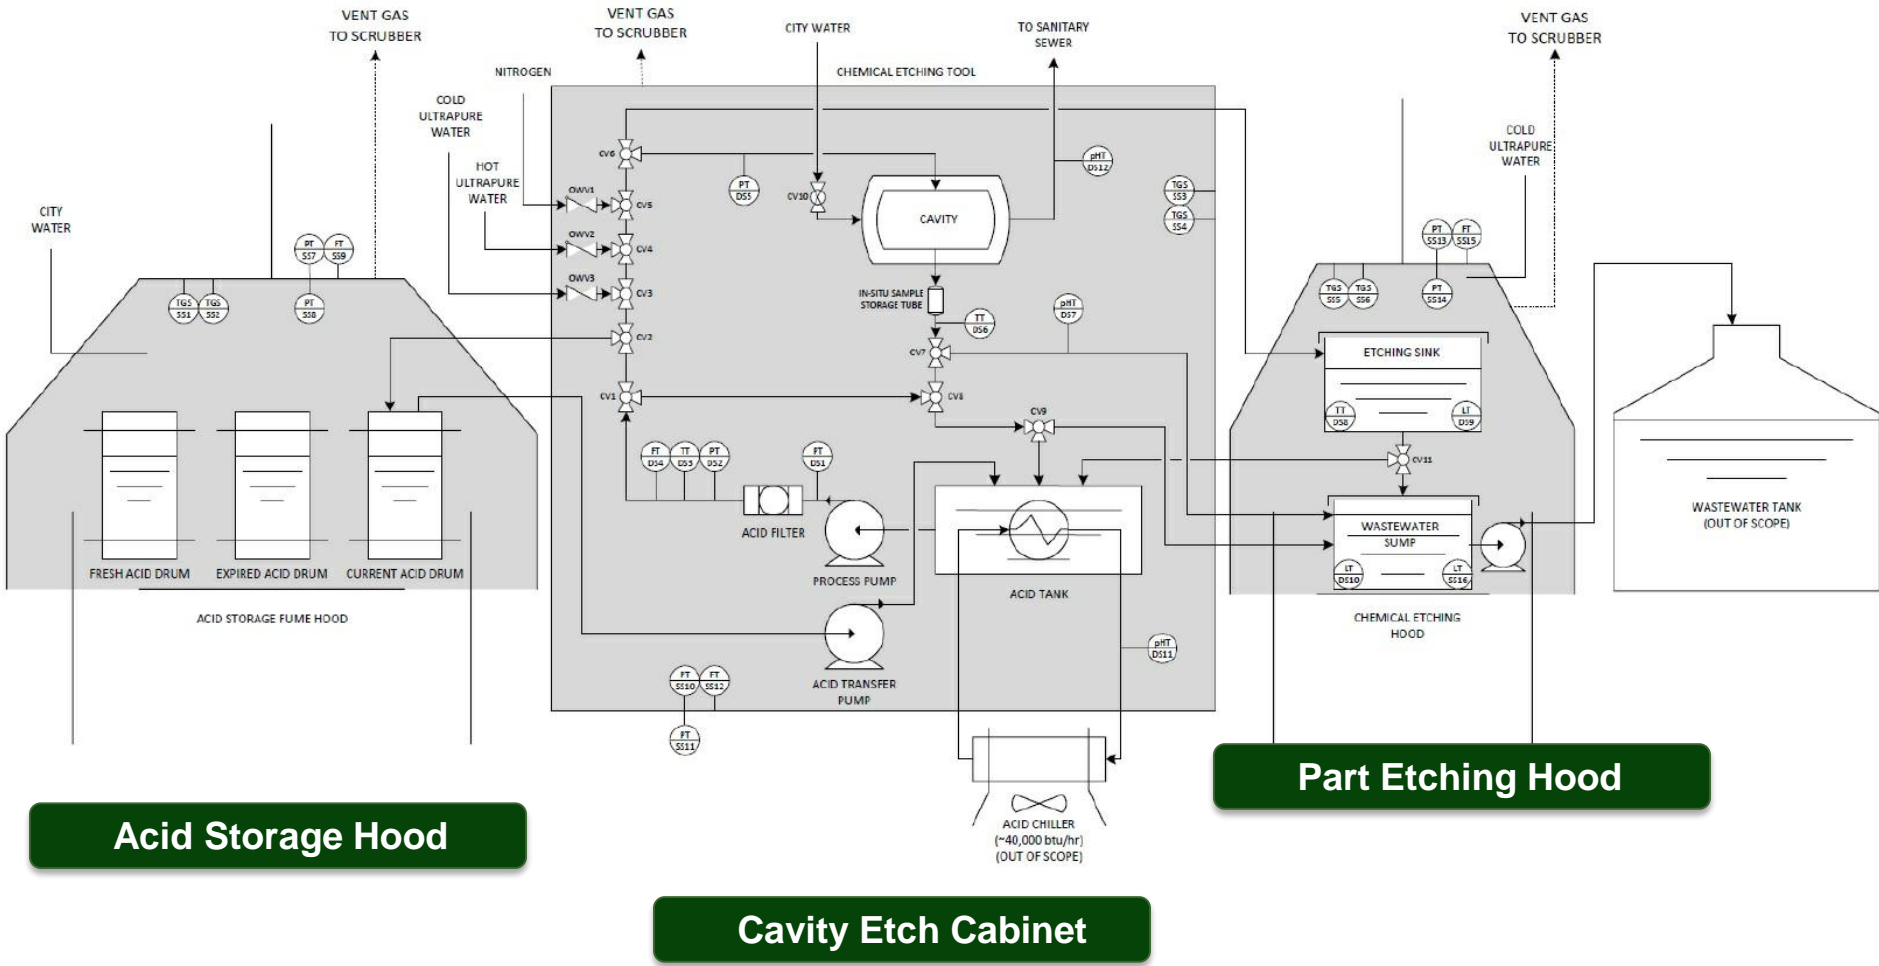 VENT GAS
TO SCRUBBER
VENT GAS
TO SCRUBBER
CITY WATER
TO SANITARY
SEWER
VENT GAS
TO SCRUBBER
NITROGEN
CHEMICAL ETCHING TOOL
COLD
ULTRAPURE
WATER
HOT
ULTRAPURE
WATER
COLD
ULTRAPURE
WATER
CITY
WATER
CV6
OWV1
CV5
OWV2
CV4
OWV3
CV3
CV2
CV1
PT
DS5
CV10
CAVITY
pHT
DS12
TGS
SS3
TGS
SS4
IN-SITU SAMPLE
STORAGE TUBE
TT
DS6
pHT
DS7
CV7
CV8
CV9
PT
SS7
FT
SS9
TGS
SS1
TGS
SS2
PT
SS8
PT
SS13
FT
SS15
TGS
SS5
TGS
SS6
PT
SS14
ETCHING SINK
TT
DS8
LT
DS9
CV11
FT
DS4
TT
DS3
PT
DS2
PT
DS1
ACID FILTER
PROCESS PUMP
ACID TANK
WASTEWATER
SUMP
LT
DS10
LT
SS16
WASTEWATER TANK
(OUT OF SCOPE)
FRESH ACID DRUM
EXPIRED ACID DRUM
CURRENT ACID DRUM
ACID STORAGE FUME HOOD
CHEMICAL ETCHING
HOOD
pHT
DS11
ACID TRANSFER
PUMP
PT
SS10
FT
SS12
PT
SS11
ACID CHILLER
(~40,000 btu/hr)
(OUT OF SCOPE)
Part Etching Hood
Acid Storage Hood
Cavity Etch Cabinet